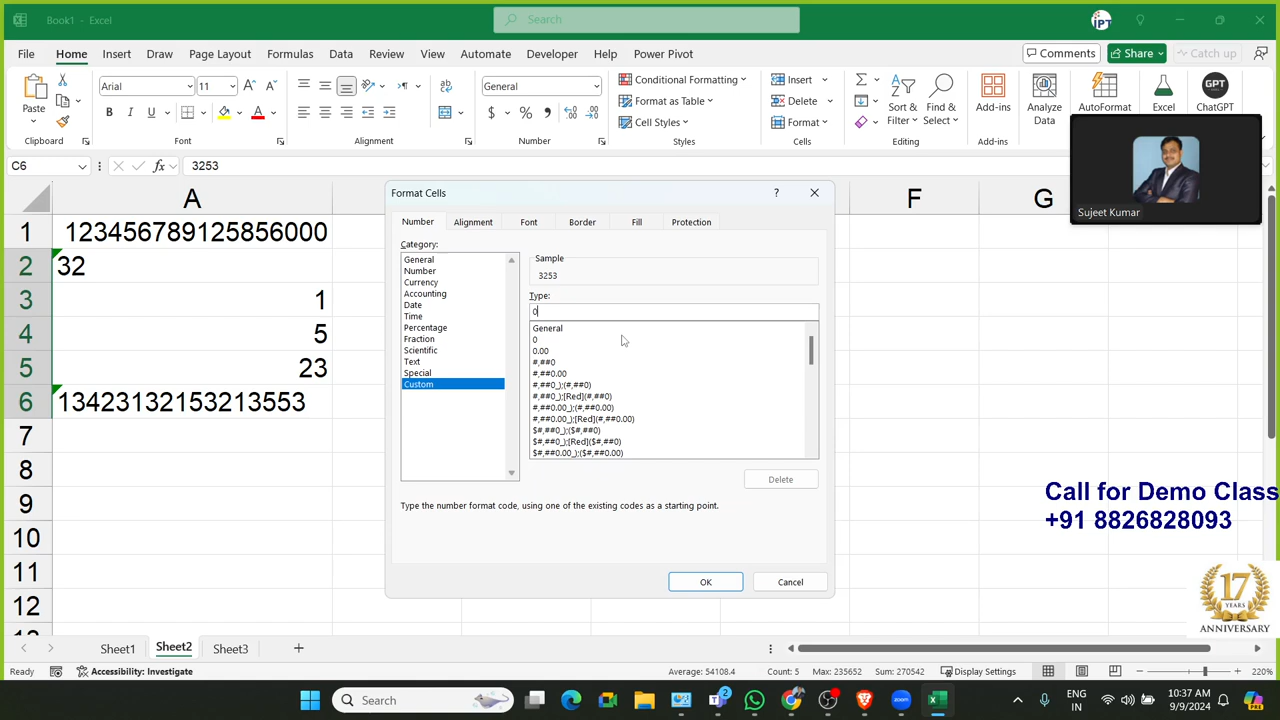 Book1 - Excel
Search
File Home Insert Draw Page Layout Formulas Data Review View Automate Developer Help Power Pivot
Comments Share Catch up
Paste
Arial 11
General
Conditional Formatting
Format as Table
Cell Styles
Insert
Delete
Format
Sort & Filter
Find & Select
Add-ins
Analyze Data
AutoFormat
Excel
ChatGPT
Clipboard Font Alignment Number Styles Cells Editing Add-ins
C6 fx 3253
Sujeet Kumar
A F G
1 123456789125856000
2 32
3 1
4 5
5 23
6 13423132153213553
7
8
9
10
11
12
13
Format Cells
Number Alignment Font Border Fill Protection
Category:
General
Number
Currency
Accounting
Date
Time
Percentage
Fraction
Scientific
Text
Special
Custom
Sample
3253
Type:
0
General
0
0.00
#,##0
#,##0.00
#,##0_);(#,##0)
#,##0_);[Red](#,##0)
#,##0.00_);(#,##0.00)
#,##0.00_);[Red](#,##0.00)
$#,##0_);($#,##0)
$#,##0_);[Red]($#,##0)
$#,##0.00_);($#,##0.00)
Delete
Type the number format code, using one of the existing codes as a starting point.
OK Cancel
Call for Demo Class
+91 8826828093
17
YEARS
ANNIVERSARY
Sheet1 Sheet2 Sheet3
Ready Accessibility: Investigate Average: 54108.4 Count: 5 Max: 235652 Sum: 270542 Display Settings 220%
Search
2
ENG
IN
10:37 AM
9/9/2024